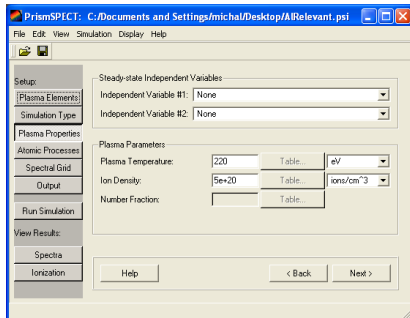 PrismSPECT: C:/Documents and Settings/michal/Desktop/AlRelevant.psi
File Edit View Simulation Display Help
Setup:
Plasma Elements
Simulation Type
Plasma Properties
Atomic Processes
Spectral Grid
Output
Run Simulation
View Results:
Spectra
Ionization
Steady-state Independent Variables
Independent Variable #1: None
Independent Variable #2: None
Plasma Parameters
Plasma Temperature: 220 Table... eV
Ion Density: 5e+20 Table... ions/cm^3
Number Fraction: Table...
Help < Back Next >